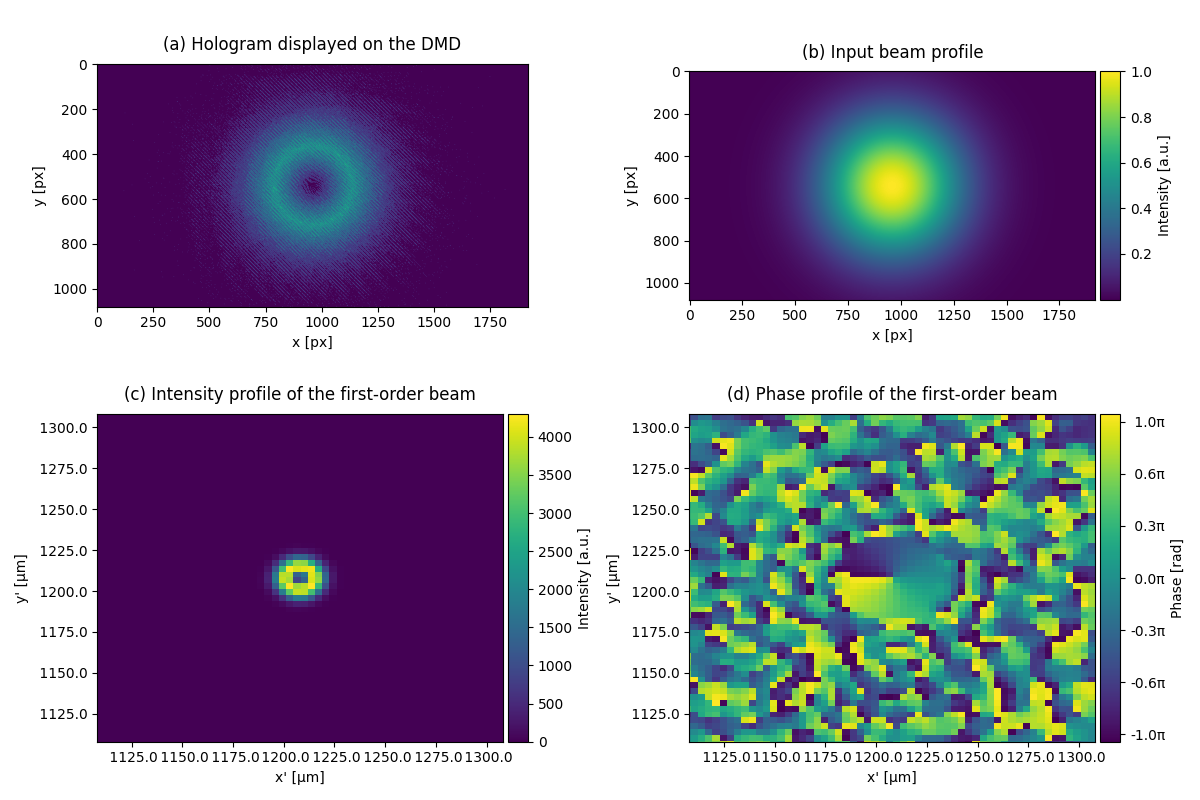 (a) Hologram displayed on the DMD
0
200
400
600
800
1000
y [px]
0 250 500 750 1000 1250 1500 1750
x [px]
(b) Input beam profile
0
200
400
600
800
1000
y [px]
0 250 500 750 1000 1250 1500 1750
x [px]
1.0
0.8
0.6
0.4
0.2
Intensity [a.u.]
(c) Intensity profile of the first-order beam
1300.0
1275.0
1250.0
1225.0
1200.0
1175.0
1150.0
1125.0
y' [μm]
1125.0 1150.0 1175.0 1200.0 1225.0 1250.0 1275.0 1300.0
x' [μm]
4000
3500
3000
2500
2000
1500
1000
500
0
Intensity [a.u.]
(d) Phase profile of the first-order beam
1300.0
1275.0
1250.0
1225.0
1200.0
1175.0
1150.0
1125.0
y' [μm]
1125.0 1150.0 1175.0 1200.0 1225.0 1250.0 1275.0 1300.0
x' [μm]
1.0π
0.6π
0.3π
0.0π
-0.3π
-0.6π
-1.0π
Phase [rad]